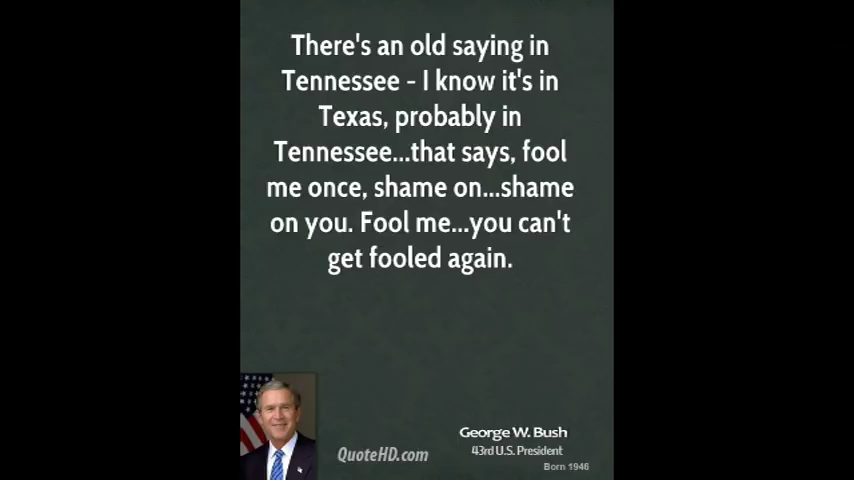 There's an old saying in
Tennessee - I know it's in
Texas, probably in
Tennessee...that says, fool
me once, shame on...shame
on you. Fool me...you can't
get fooled again.
George W. Bush
43rd U.S. President
QuoteHD.com
Born 1946